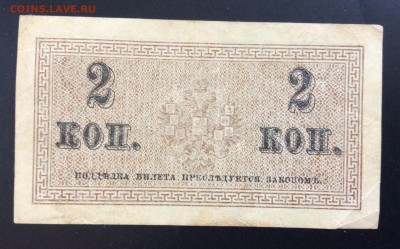 COINS.LAVE.RU
2 2
КОП. КОП.
ПОДДѢЛКА БИЛЕТА ПРЕСЛѢДУЕТСЯ ЗАКОНОМЪ.